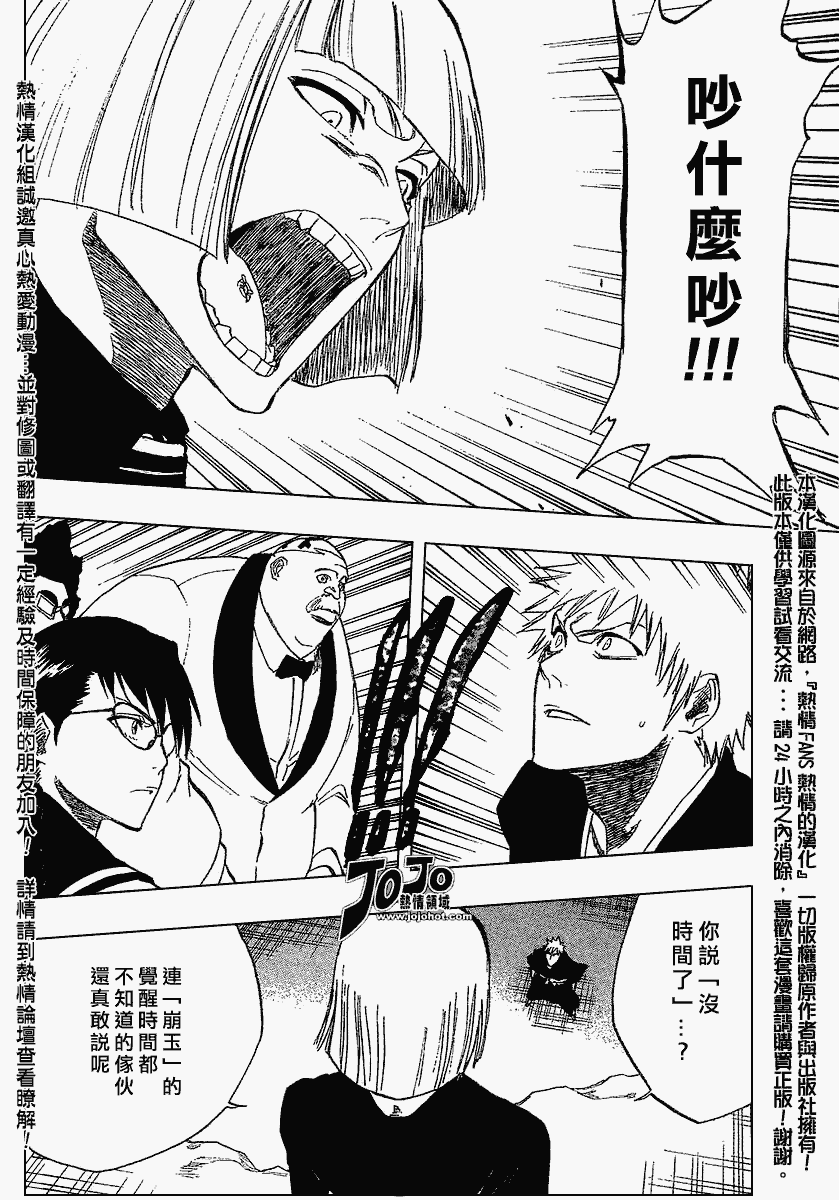 吵什麼吵!!!
你說「沒
時間了」…?
連「崩玉」的
覺醒時間都
不知道的傢伙
還真敢說呢
JOJO
熱情領域
www.jojohot.com
本漢化圖源來自於網路，『熱情FANS 熱情的漢化』一切版權歸原作者與出版社擁有！
此版本僅供學習試看交流… 請 24 小時之內消除，喜歡這套漫畫請購買正版！謝謝。
熱情漢化組誠邀真心熱愛動漫…並對修圖或翻譯有一定經驗及時間保障的朋友加入！ 詳情請到熱情論壇查看瞭解！